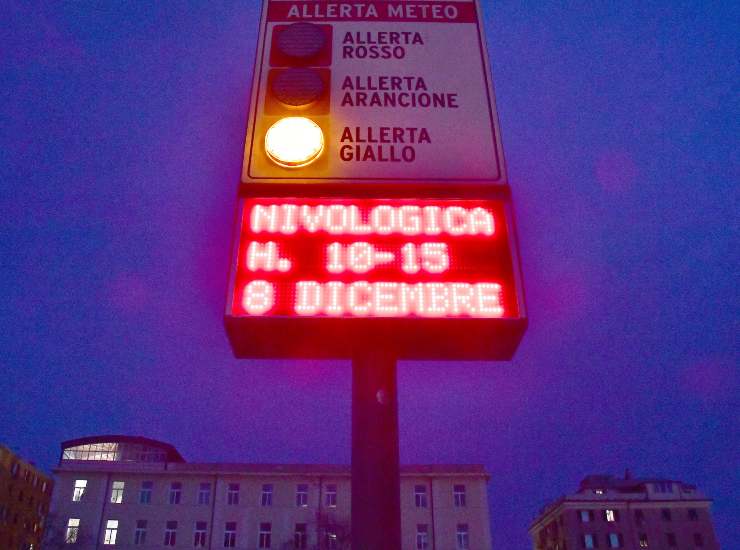 ALLERTA METEO
ALLERTA
ROSSO
ALLERTA
ARANCIONE
ALLERTA
GIALLO
NIVOLOGICA
H. 10-15
8 DICEMBRE